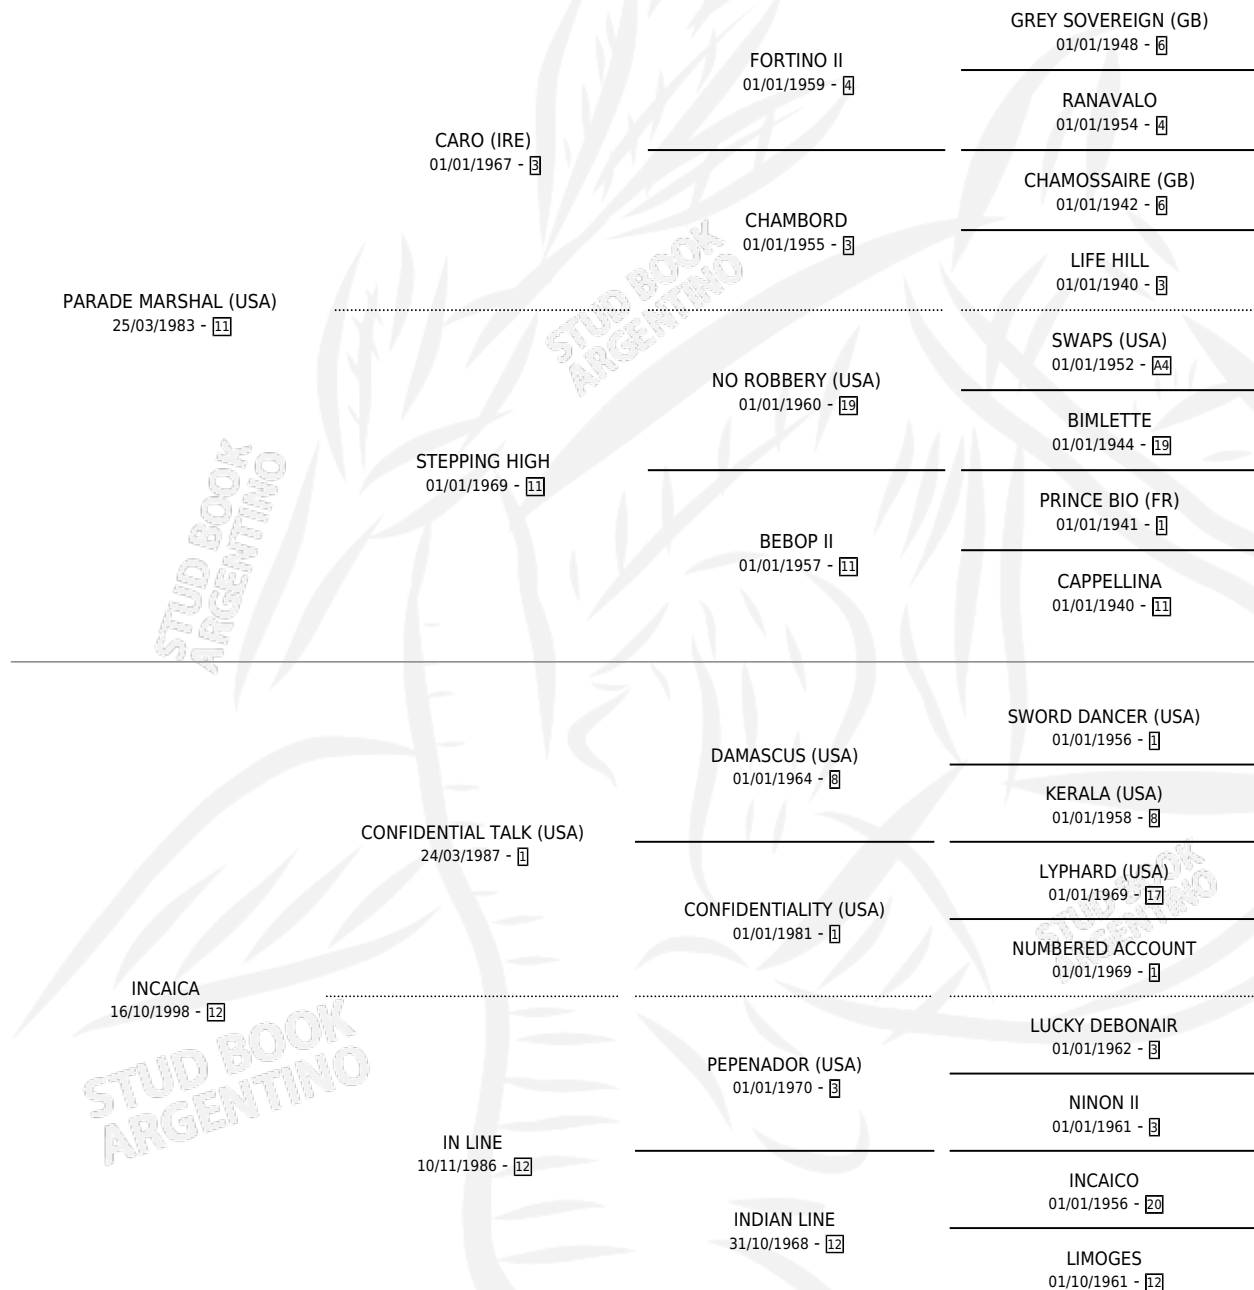 GREY SOVEREIGN (GB)
01/01/1948 - 6
FORTINO II
01/01/1959 - 4
RANAVALO
01/01/1954 - 4
CARO (IRE)
01/01/1967 - 3
CHAMOSSAIRE (GB)
01/01/1942 - 6
CHAMBORD
01/01/1955 - 3
LIFE HILL
01/01/1940 - 3
PARADE MARSHAL (USA)
25/03/1983 - 11
SWAPS (USA)
01/01/1952 - A4
NO ROBBERY (USA)
01/01/1960 - 19
BIMLETTE
01/01/1944 - 19
STEPPING HIGH
01/01/1969 - 11
PRINCE BIO (FR)
01/01/1941 - 1
BEBOP II
01/01/1957 - 11
CAPPELLINA
01/01/1940 - 11
STUD BOOK
ARGENTINO
STUD BOOK
ARGENTINO
SWORD DANCER (USA)
01/01/1956 - 1
DAMASCUS (USA)
01/01/1964 - 8
KERALA (USA)
01/01/1958 - 8
CONFIDENTIAL TALK (USA)
24/03/1987 - 1
LYPHARD (USA)
01/01/1969 - 17
CONFIDENTIALITY (USA)
01/01/1981 - 1
NUMBERED ACCOUNT
01/01/1969 - 1
INCAICA
16/10/1998 - 12
LUCKY DEBONAIR
01/01/1962 - 3
PEPENADOR (USA)
01/01/1970 - 3
NINON II
01/01/1961 - 3
IN LINE
10/11/1986 - 12
INCAICO
01/01/1956 - 20
INDIAN LINE
31/10/1968 - 12
LIMOGES
01/10/1961 - 12
STUD BOOK
ARGENTINO
STUD BOOK
ARGENTINO